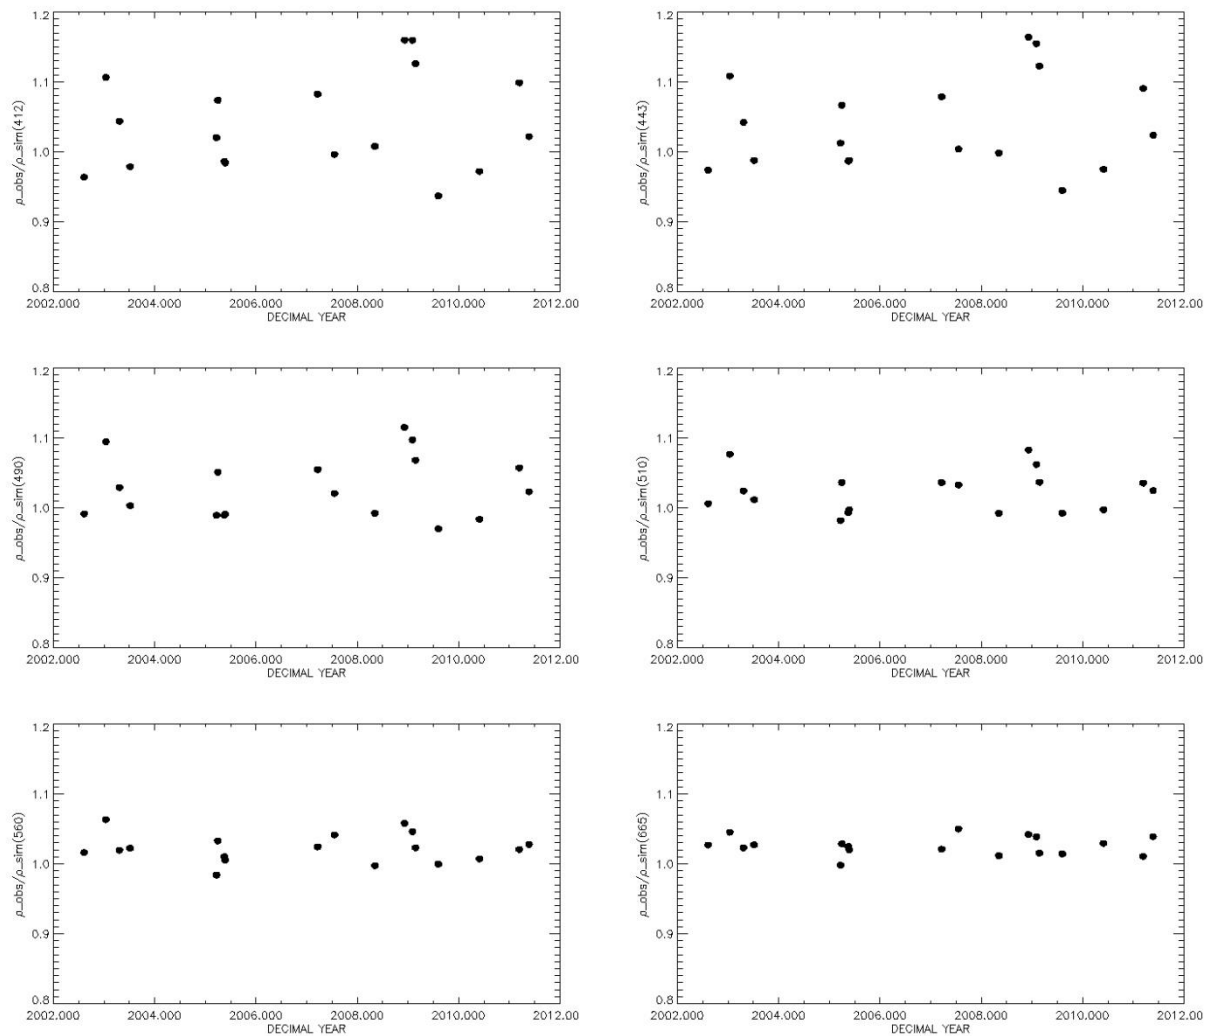 ρ_obs/ρ_sim(412)
1.2
1.1
1.0
0.9
0.8
2002.000 2004.000 2006.000 2008.000 2010.000 2012.00
DECIMAL YEAR
ρ_obs/ρ_sim(443)
1.2
1.1
1.0
0.9
0.8
2002.000 2004.000 2006.000 2008.000 2010.000 2012.00
DECIMAL YEAR
ρ_obs/ρ_sim(490)
1.2
1.1
1.0
0.9
0.8
2002.000 2004.000 2006.000 2008.000 2010.000 2012.00
DECIMAL YEAR
ρ_obs/ρ_sim(510)
1.2
1.1
1.0
0.9
0.8
2002.000 2004.000 2006.000 2008.000 2010.000 2012.00
DECIMAL YEAR
ρ_obs/ρ_sim(560)
1.2
1.1
1.0
0.9
0.8
2002.000 2004.000 2006.000 2008.000 2010.000 2012.00
DECIMAL YEAR
ρ_obs/ρ_sim(665)
1.2
1.1
1.0
0.9
0.8
2002.000 2004.000 2006.000 2008.000 2010.000 2012.00
DECIMAL YEAR